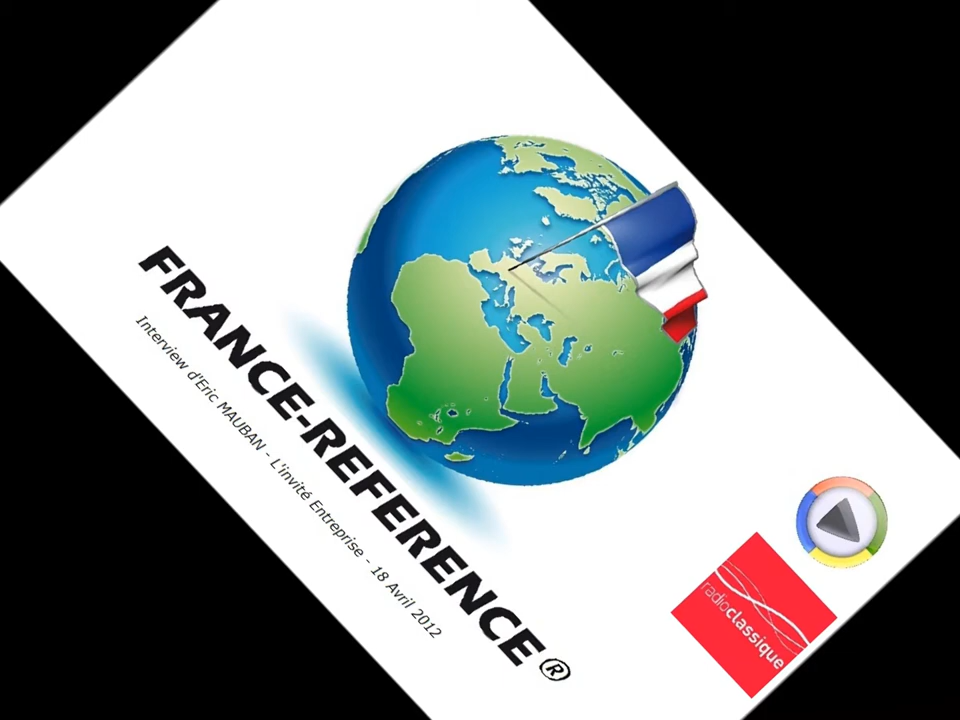 FRANCE-REFERENCE ®
Interview d'Eric MAUBAN - L'invité Entreprise - 18 Avril 2012
radioclassique